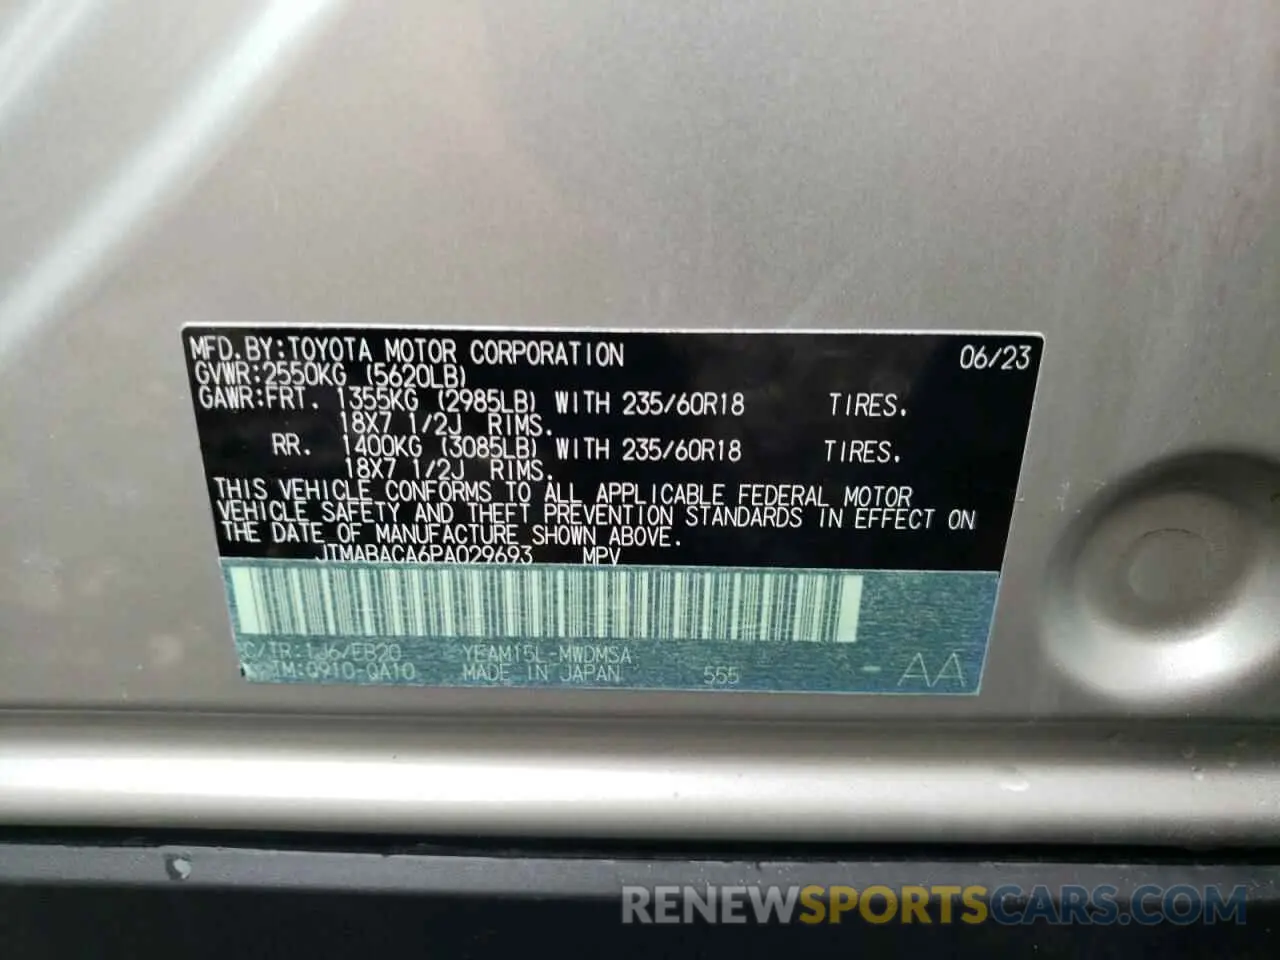 MFD.BY:TOYOTA MOTOR CORPORATION 06/23
GVWR:2550KG (5620LB)
GAWR:FRT. 1355KG (2985LB) WITH 235/60R18 TIRES.
18X7 1/2J RIMS.
RR. 1400KG (3085LB) WITH 235/60R18 TIRES.
18X7 1/2J RIMS.
THIS VEHICLE CONFORMS TO ALL APPLICABLE FEDERAL MOTOR
VEHICLE SAFETY AND THEFT PREVENTION STANDARDS IN EFFECT ON
THE DATE OF MANUFACTURE SHOWN ABOVE.
JTMABACA6PA029693 MPV
C/TR:1J6/EB20 YEAM15L-MWDMSA
MADE IN JAPAN 555 - AA
RENEWSPORTSCARS.COM